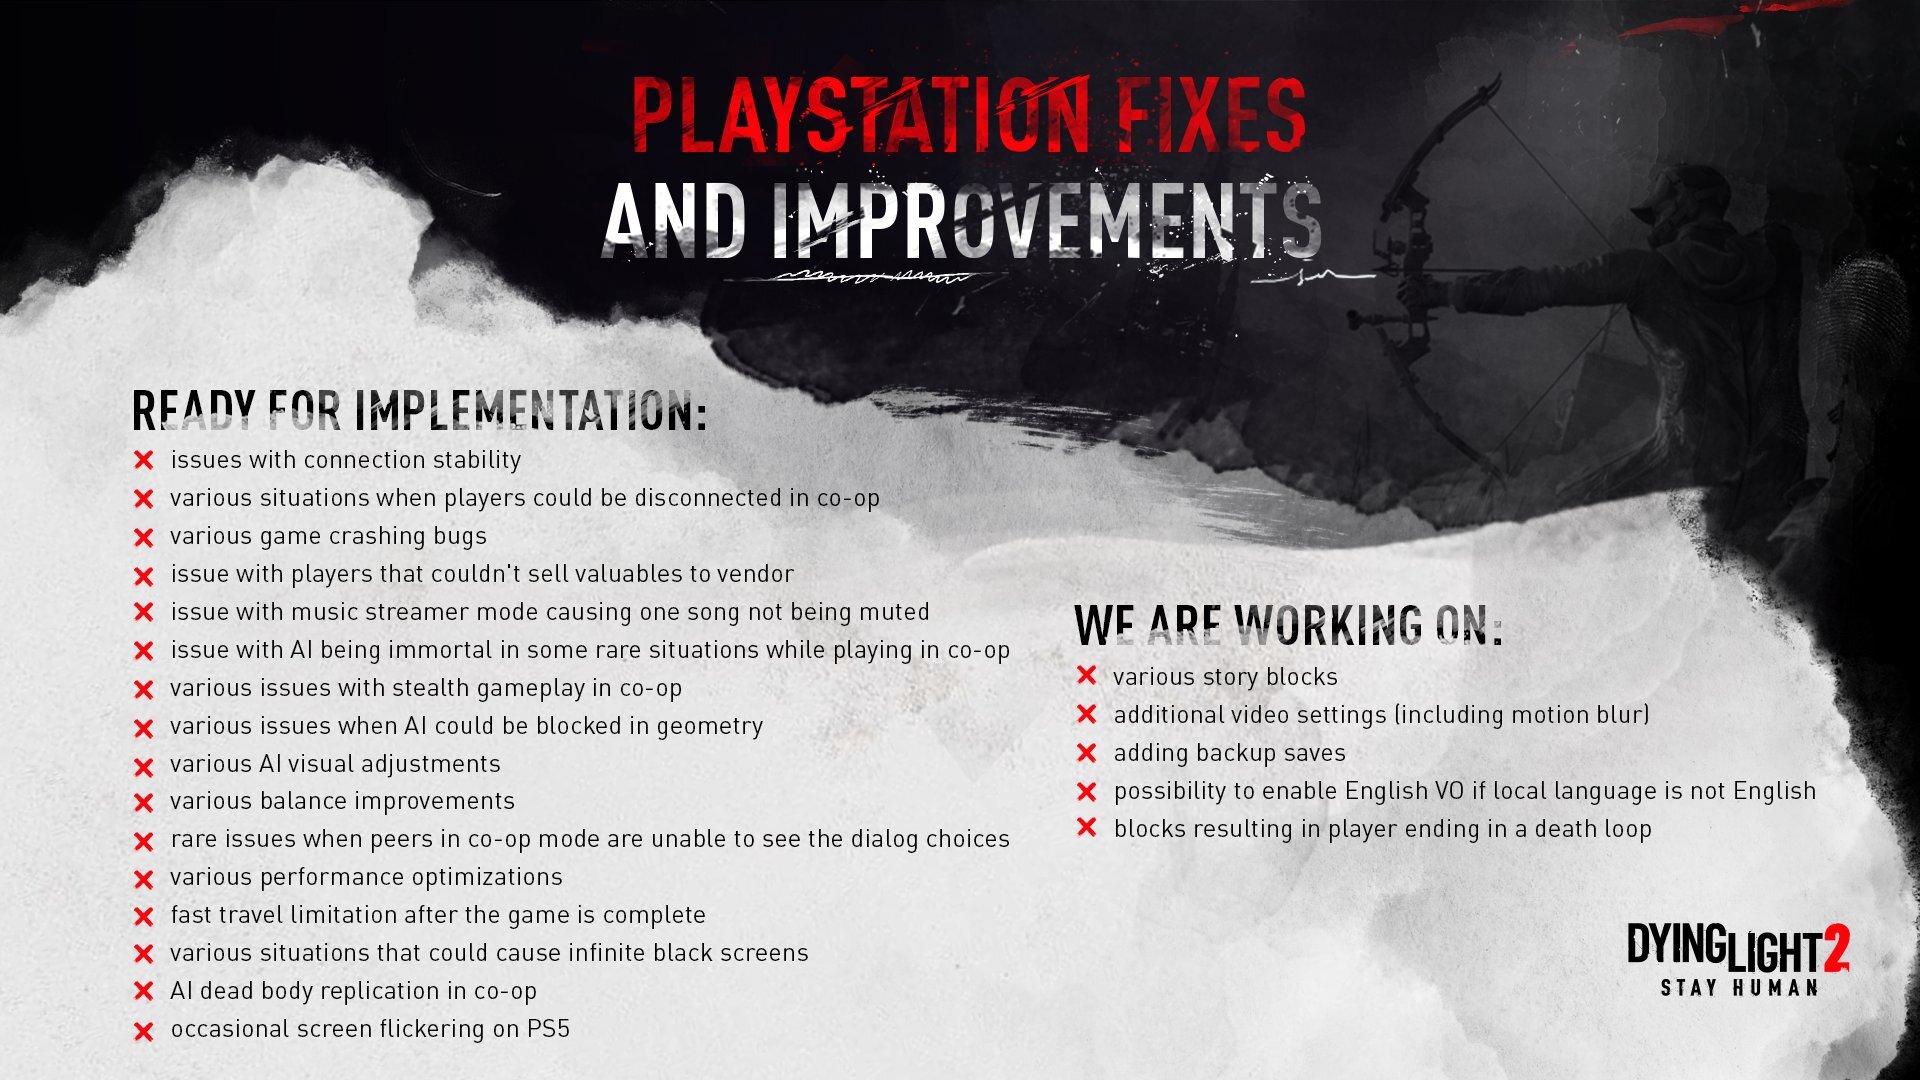 PLAYSTATION FIXES
AND IMPROVEMENTS
READY FOR IMPLEMENTATION:
issues with connection stability
various situations when players could be disconnected in co-op
various game crashing bugs
issue with players that couldn't sell valuables to vendor
issue with music streamer mode causing one song not being muted
issue with AI being immortal in some rare situations while playing in co-op
various issues with stealth gameplay in co-op
various issues when AI could be blocked in geometry
various AI visual adjustments
various balance improvements
rare issues when peers in co-op mode are unable to see the dialog choices
various performance optimizations
fast travel limitation after the game is complete
various situations that could cause infinite black screens
AI dead body replication in co-op
occasional screen flickering on PS5
WE ARE WORKING ON:
various story blocks
additional video settings (including motion blur)
adding backup saves
possibility to enable English VO if local language is not English
blocks resulting in player ending in a death loop
DYING LIGHT 2
STAY HUMAN